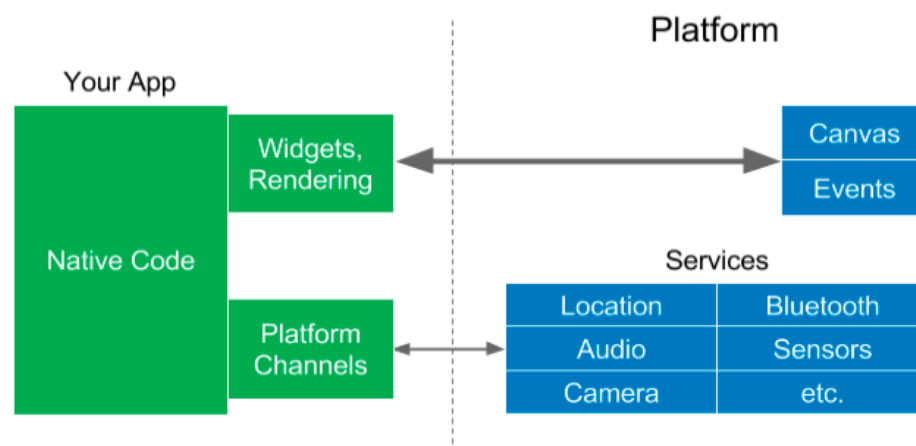 Platform
Your App
Widgets,
Rendering
Canvas
Events
Native Code
Services
Platform
Channels
Location
Bluetooth
Audio
Sensors
Camera
etc.